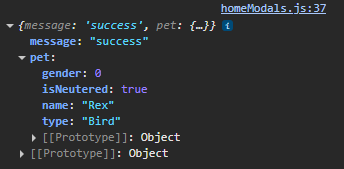 homeModals.js:37
▼ {message: 'success', pet: {…}} i
message: "success"
▼ pet:
gender: 0
isNeutered: true
name: "Rex"
type: "Bird"
▶ [[Prototype]]: Object
▶ [[Prototype]]: Object